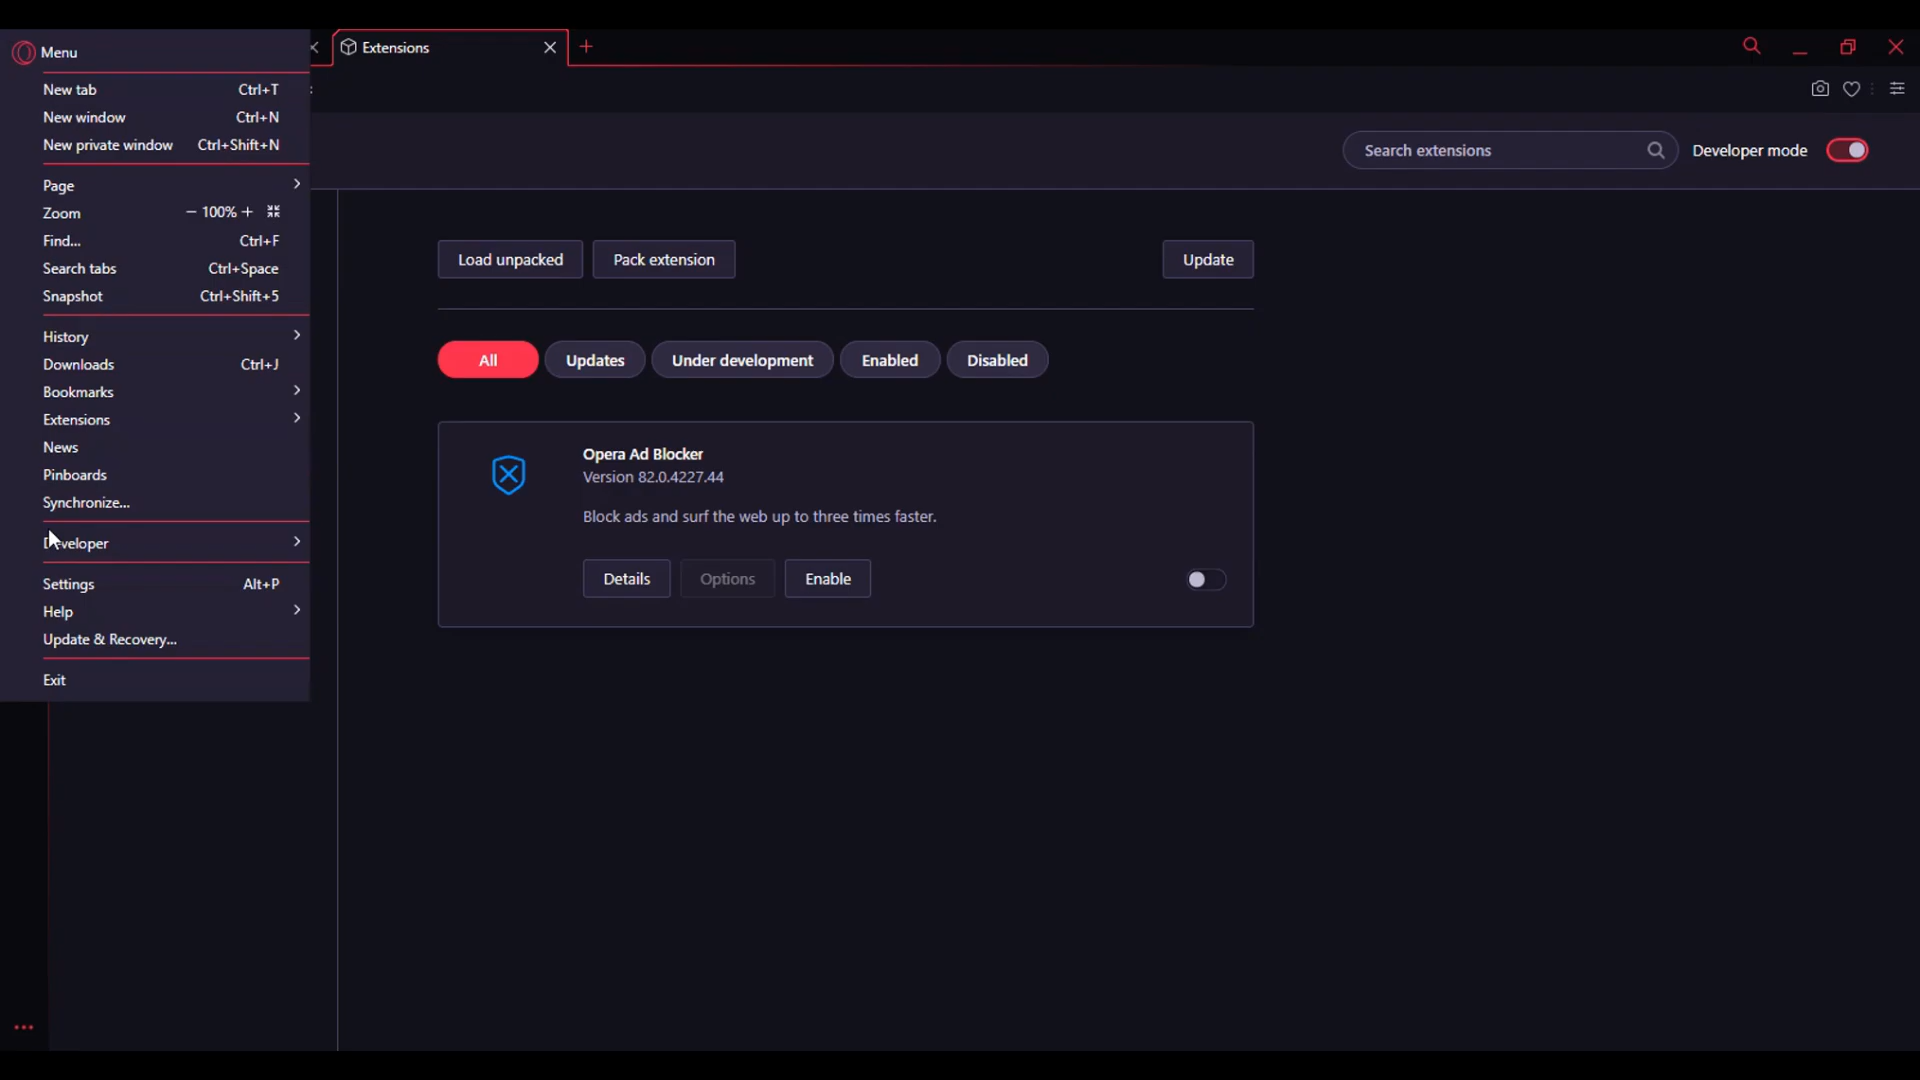 Menu
New tab Ctrl+T
New window Ctrl+N
New private window Ctrl+Shift+N
Page
Zoom − 100% +
Find... Ctrl+F
Search tabs Ctrl+Space
Snapshot Ctrl+Shift+5
History
Downloads Ctrl+J
Bookmarks
Extensions
News
Pinboards
Synchronize...
Developer
Settings Alt+P
Help
Update & Recovery...
Exit
Extensions
Search extensions
Developer mode
Load unpacked
Pack extension
Update
All
Updates
Under development
Enabled
Disabled
Opera Ad Blocker
Version 82.0.4227.44
Block ads and surf the web up to three times faster.
Details
Options
Enable